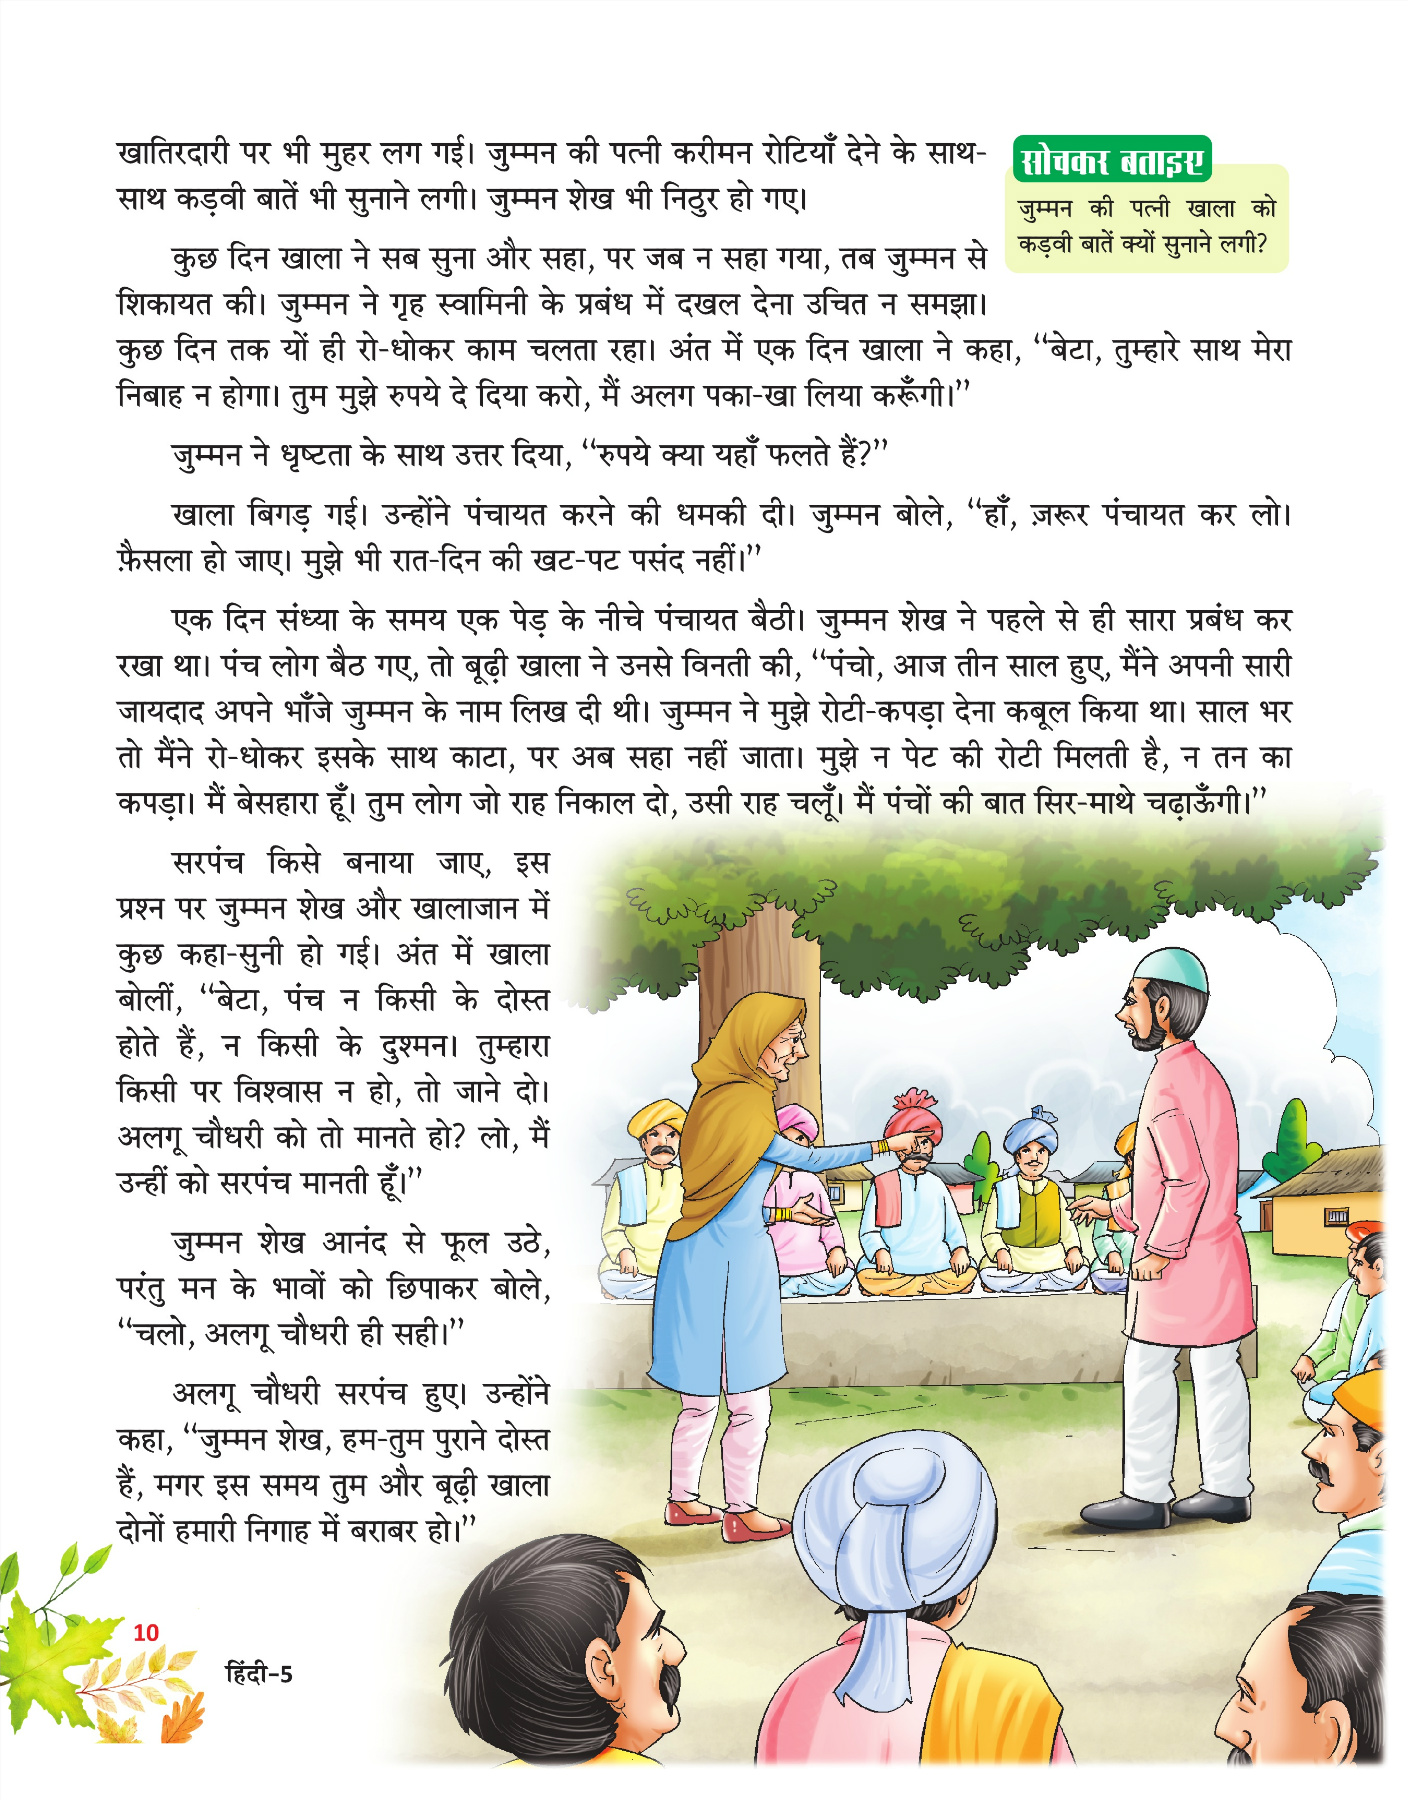 खातिरदारी पर भी मुहर लग गई। जुम्मन की पत्नी करीमन रोटियाँ देने के साथ-
साथ कड़वी बातें भी सुनाने लगी। जुम्मन शेख भी निठुर हो गए।
सोचकर बताइए
जुम्मन की पत्नी खाला को
कड़वी बातें क्यों सुनाने लगी?
कुछ दिन खाला ने सब सुना और सहा, पर जब न सहा गया, तब जुम्मन से
शिकायत की। जुम्मन ने गृह स्वामिनी के प्रबंध में दखल देना उचित न समझा।
कुछ दिन तक यों ही रो-धोकर काम चलता रहा। अंत में एक दिन खाला ने कहा, “बेटा, तुम्हारे साथ मेरा
निबाह न होगा। तुम मुझे रुपये दे दिया करो, मैं अलग पका-खा लिया करूँगी।”
जुम्मन ने धृष्टता के साथ उत्तर दिया, “रुपये क्या यहाँ फलते हैं?”
खाला बिगड़ गई। उन्होंने पंचायत करने की धमकी दी। जुम्मन बोले, “हाँ, ज़रूर पंचायत कर लो।
फ़ैसला हो जाए। मुझे भी रात-दिन की खट-पट पसंद नहीं।”
एक दिन संध्या के समय एक पेड़ के नीचे पंचायत बैठी। जुम्मन शेख ने पहले से ही सारा प्रबंध कर
रखा था। पंच लोग बैठ गए, तो बूढ़ी खाला ने उनसे विनती की, “पंचो, आज तीन साल हुए, मैंने अपनी सारी
जायदाद अपने भाँजे जुम्मन के नाम लिख दी थी। जुम्मन ने मुझे रोटी-कपड़ा देना कबूल किया था। साल भर
तो मैंने रो-धोकर इसके साथ काटा, पर अब सहा नहीं जाता। मुझे न पेट की रोटी मिलती है, न तन का
कपड़ा। मैं बेसहारा हूँ। तुम लोग जो राह निकाल दो, उसी राह चलूँ। मैं पंचों की बात सिर-माथे चढ़ाऊँगी।”
सरपंच किसे बनाया जाए, इस
प्रश्न पर जुम्मन शेख और खालाजान में
कुछ कहा-सुनी हो गई। अंत में खाला
बोलीं, “बेटा, पंच न किसी के दोस्त
होते हैं, न किसी के दुश्मन। तुम्हारा
किसी पर विश्वास न हो, तो जाने दो।
अलगू चौधरी को तो मानते हो? लो, मैं
उन्हीं को सरपंच मानती हूँ।”
जुम्मन शेख आनंद से फूल उठे,
परंतु मन के भावों को छिपाकर बोले,
“चलो, अलगू चौधरी ही सही।”
अलगू चौधरी सरपंच हुए। उन्होंने
कहा, “जुम्मन शेख, हम-तुम पुराने दोस्त
हैं, मगर इस समय तुम और बूढ़ी खाला
दोनों हमारी निगाह में बराबर हो।”
10
हिंदी-5